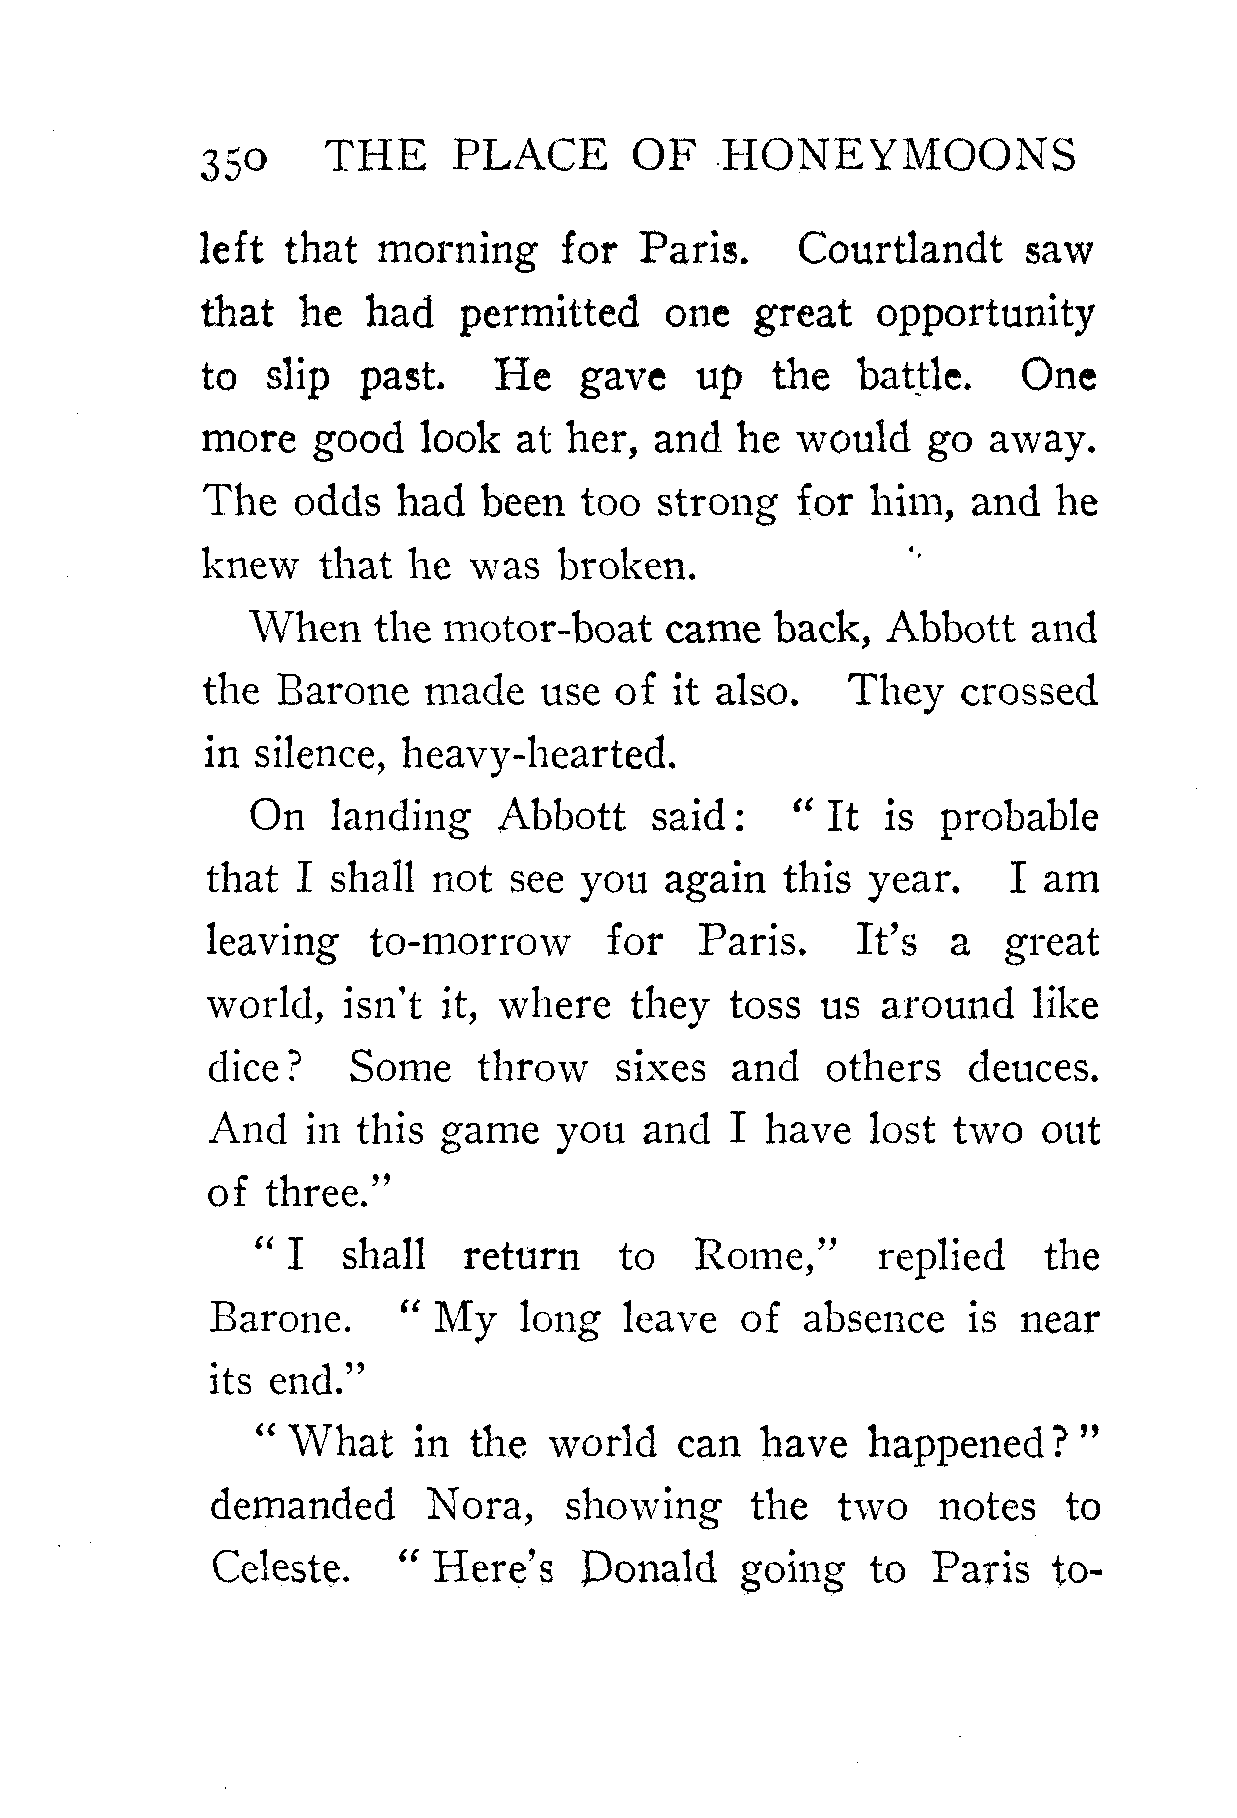 350 THE PLACE OF HONEYMOONS
left that morning for Paris. Courtlandt saw
that he had permitted one great opportunity
to slip past. He gave up the battle. One
more good look at her, and he would go away.
The odds had been too strong for him, and he
knew that he was broken.
When the motor-boat came back, Abbott and
the Barone made use of it also. They crossed
in silence, heavy-hearted.
On landing Abbott said: “ It is probable
that I shall not see you again this year. I am
leaving to-morrow for Paris. It’s a great
world, isn’t it, where they toss us around like
dice? Some throw sixes and others deuces.
And in this game you and I have lost two out
of three.”
“ I shall return to Rome,” replied the
Barone. “ My long leave of absence is near
its end.”
“ What in the world can have happened? ”
demanded Nora, showing the two notes to
Celeste. “ Here’s Donald going to Paris to-